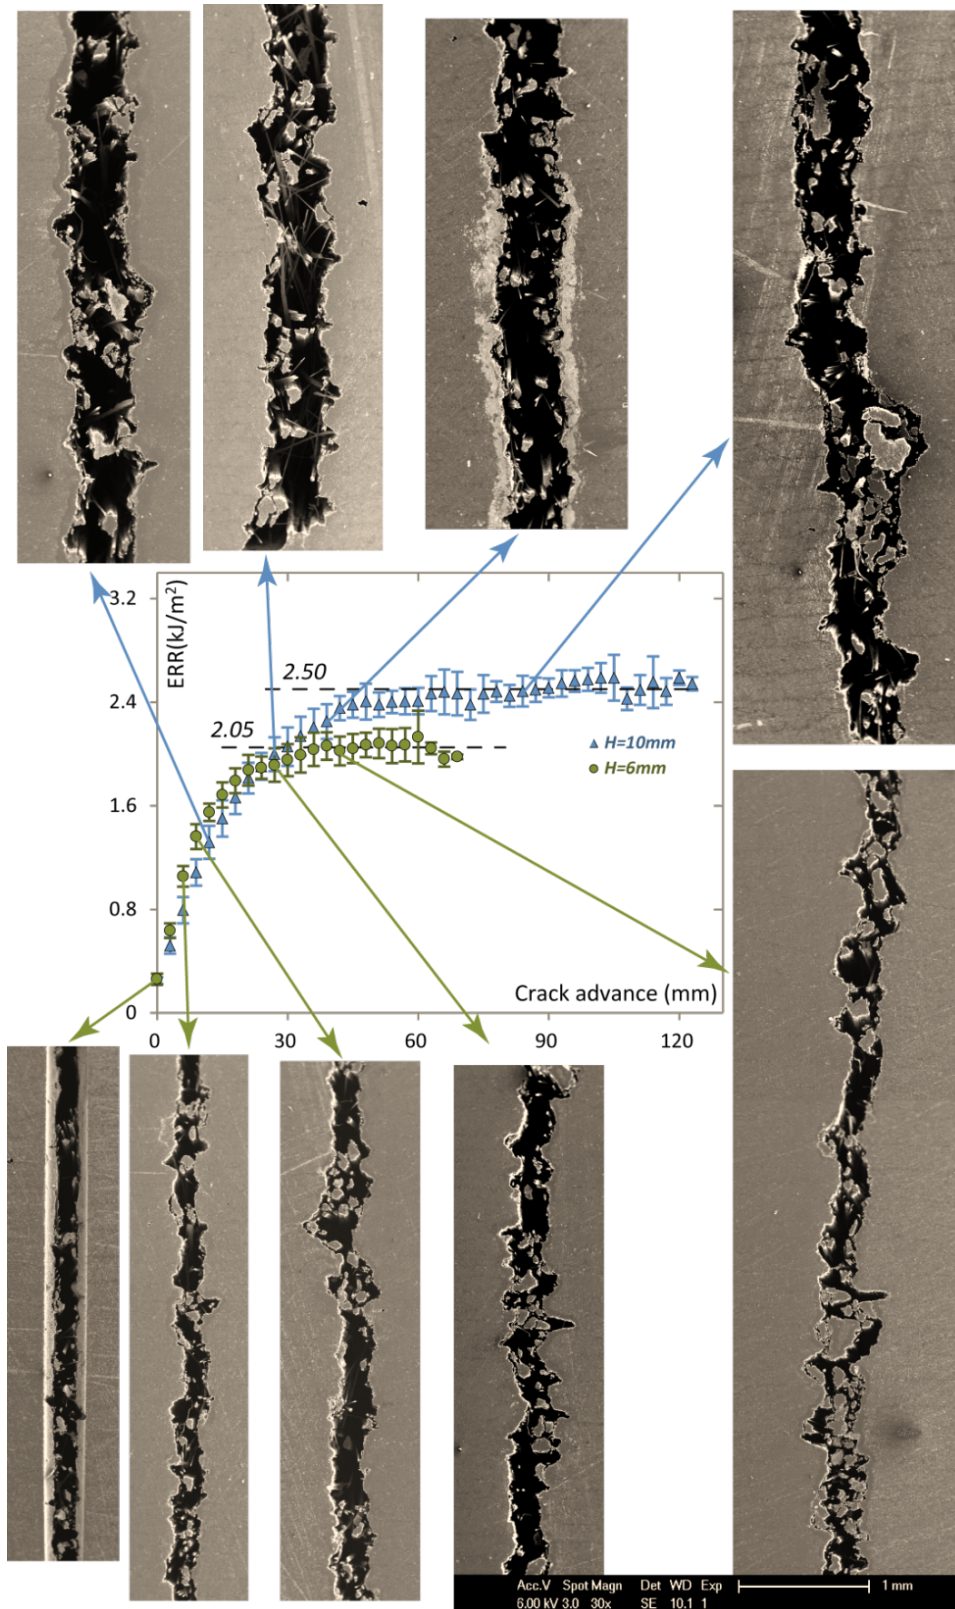 ERR(kJ/m²)
3.2
2.50
2.4
2.05
H=10mm
H=6mm
1.6
0.8
Crack advance (mm)
0
0 30 60 90 120
Acc.V Spot Magn Det WD Exp
6.00 kV 3.0 30x SE 10.1 1
1 mm